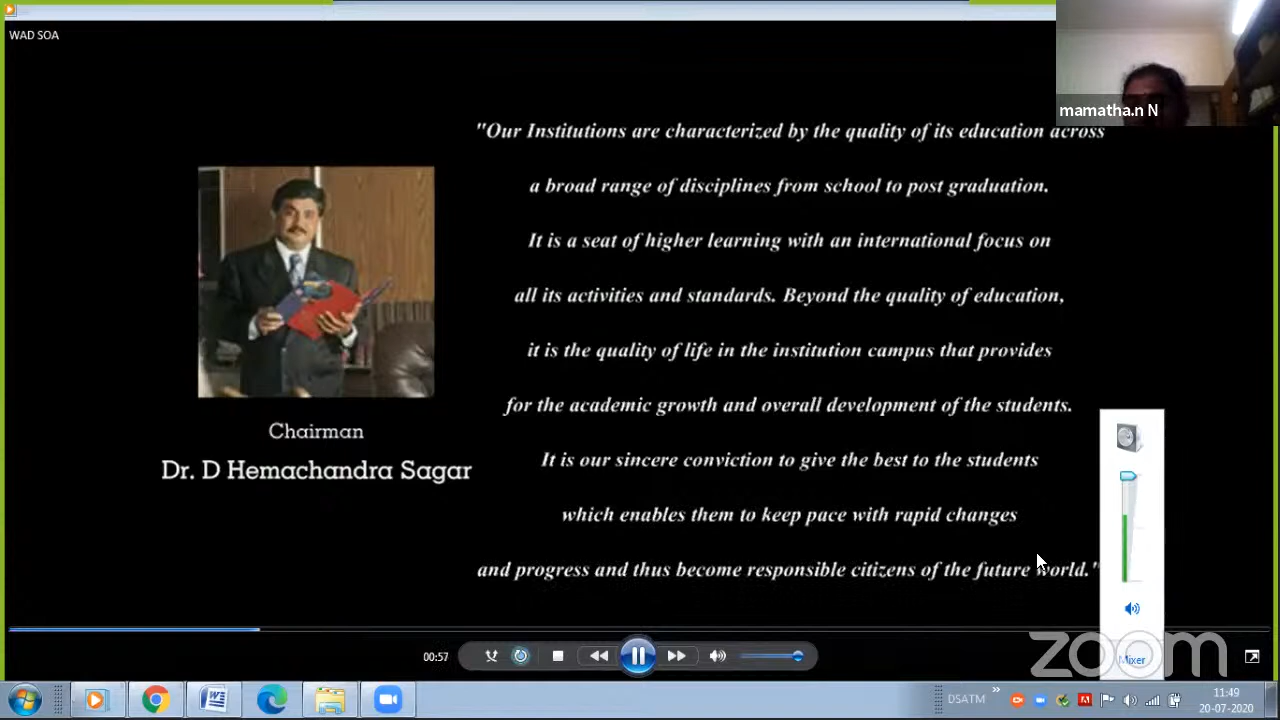 WAD SOA
mamatha.n N
"Our Institutions are characterized by the quality of its education across
a broad range of disciplines from school to post graduation.
It is a seat of higher learning with an international focus on
all its activities and standards. Beyond the quality of education,
it is the quality of life in the institution campus that provides
for the academic growth and overall development of the students.
It is our sincere conviction to give the best to the students
which enables them to keep pace with rapid changes
and progress and thus become responsible citizens of the future world."
Chairman
Dr. D Hemachandra Sagar
00:57
zoom
Mixer
DSATM
11:49
20-07-2020